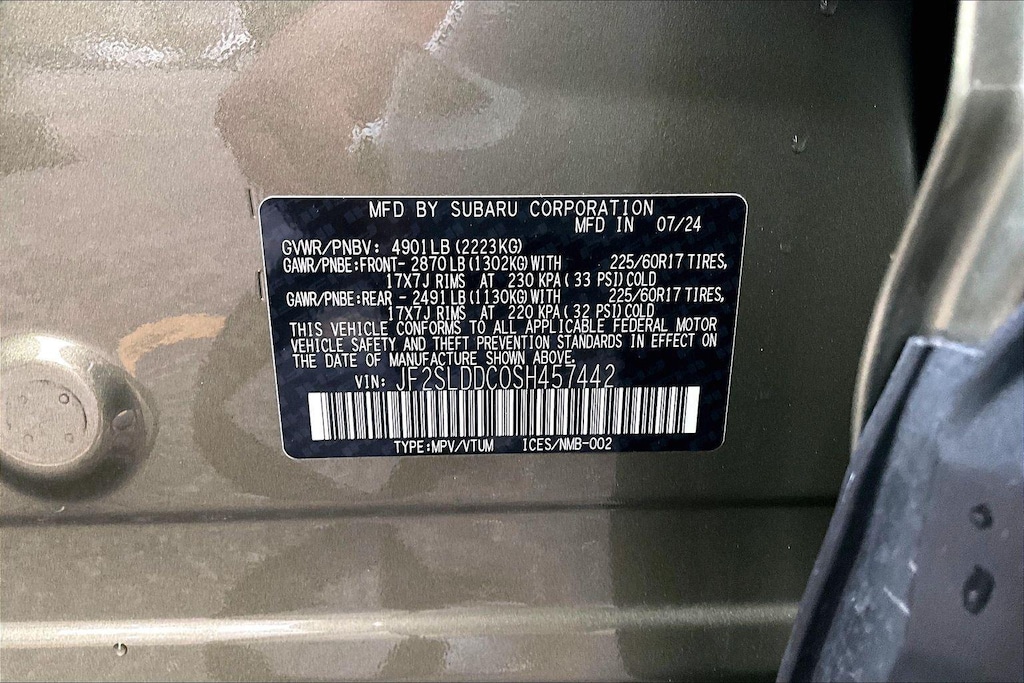 MFD BY SUBARU CORPORATION
MFD IN 07/24
GVWR/PNBV: 4901LB(2223KG)
GAWR/PNBE:FRONT- 2870LB(1302KG)WITH 225/60R17 TIRES,
17X7J RIMS AT 230 KPA( 33 PSI)COLD
GAWR/PNBE:REAR - 2491LB(1130KG)WITH 225/60R17 TIRES,
17X7J RIMS AT 220 KPA( 32 PSI)COLD
THIS VEHICLE CONFORMS TO ALL APPLICABLE FEDERAL MOTOR
VEHICLE SAFETY AND THEFT PREVENTION STANDARDS IN EFFECT ON
THE DATE OF MANUFACTURE SHOWN ABOVE.
VIN: JF2SLDDC0SH457442
TYPE:MPV/VTUM ICES/NMB-002